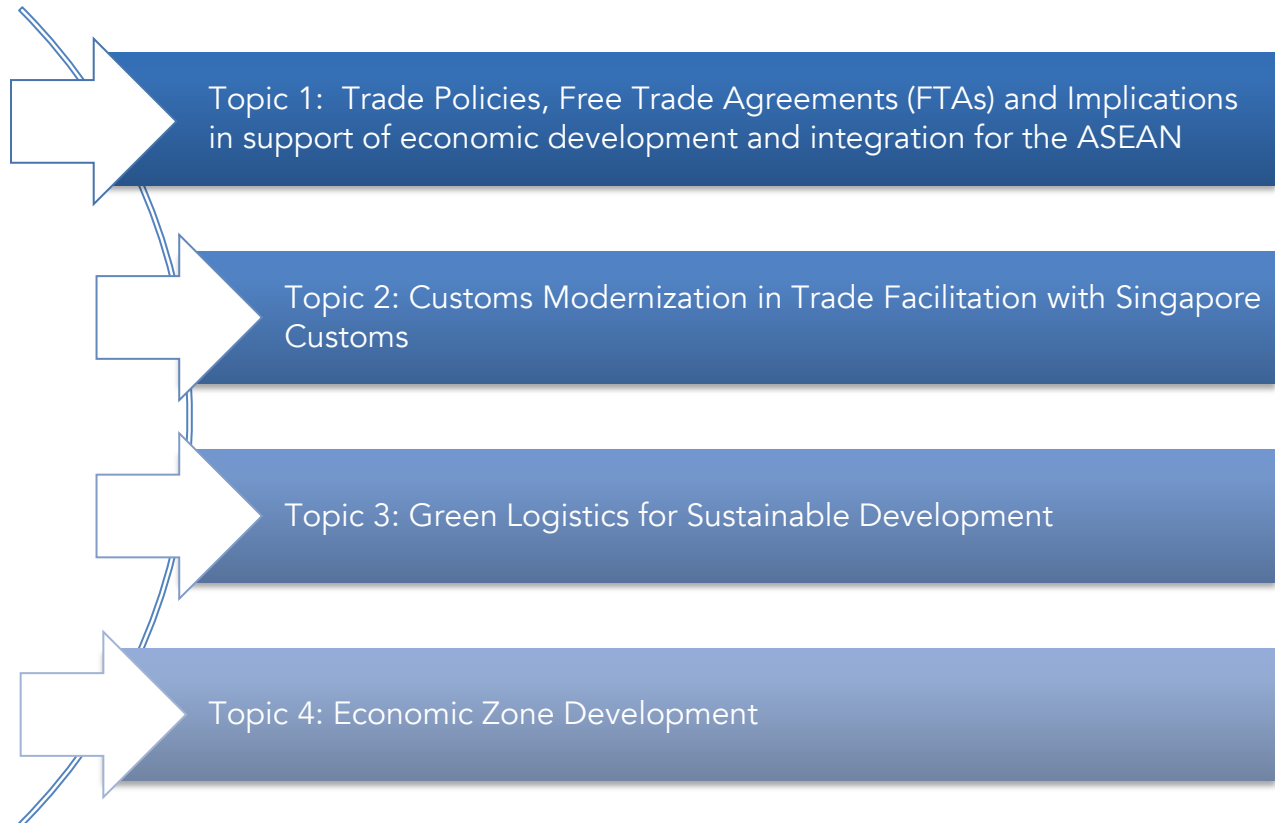 Topic 1:  Trade Policies, Free Trade Agreements (FTAs) and Implications
in support of economic development and integration for the ASEAN
Topic 2: Customs Modernization in Trade Facilitation with Singapore
Customs
Topic 3: Green Logistics for Sustainable Development
Topic 4: Economic Zone Development